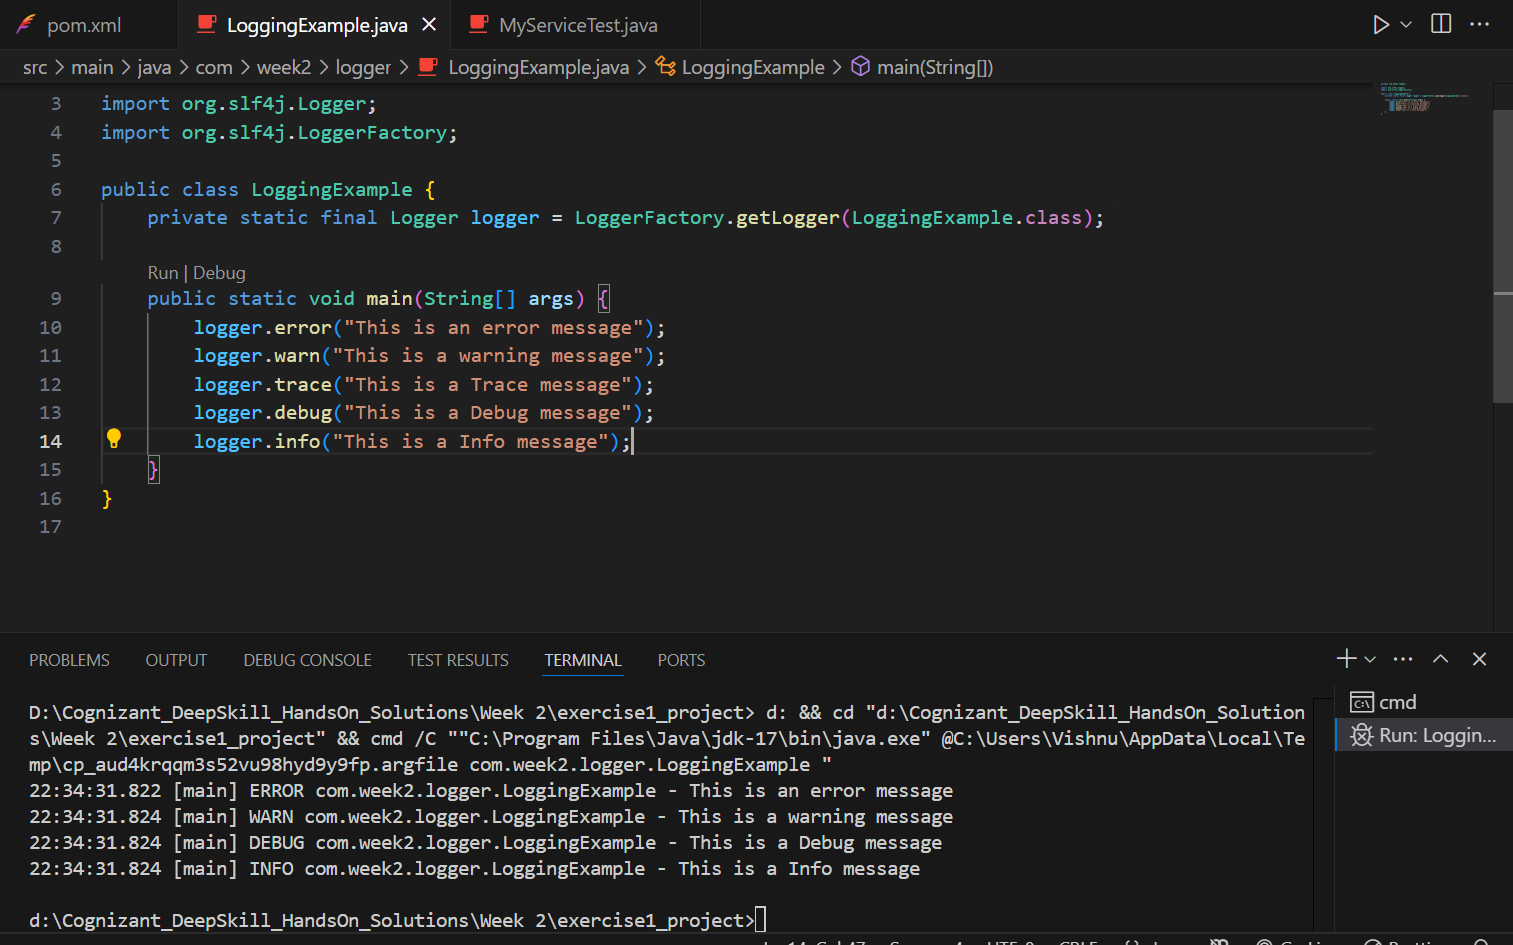 pom.xml
LoggingExample.java
MyServiceTest.java
src > main > java > com > week2 > logger > LoggingExample.java > LoggingExample > main(String[])
3 import org.slf4j.Logger;
4 import org.slf4j.LoggerFactory;
5
6 public class LoggingExample {
7 private static final Logger logger = LoggerFactory.getLogger(LoggingExample.class);
8
Run | Debug
9 public static void main(String[] args) {
10 logger.error("This is an error message");
11 logger.warn("This is a warning message");
12 logger.trace("This is a Trace message");
13 logger.debug("This is a Debug message");
14 logger.info("This is a Info message");
15 }
16 }
17
PROBLEMS OUTPUT DEBUG CONSOLE TEST RESULTS TERMINAL PORTS
D:\Cognizant_DeepSkill_HandsOn_Solutions\Week 2\exercise1_project> d: && cd "d:\Cognizant_DeepSkill_HandsOn_Solution
s\Week 2\exercise1_project" && cmd /C ""C:\Program Files\Java\jdk-17\bin\java.exe" @C:\Users\Vishnu\AppData\Local\Te
mp\cp_aud4krqqm3s52vu98hyd9y9fp.argfile com.week2.logger.LoggingExample "
22:34:31.822 [main] ERROR com.week2.logger.LoggingExample - This is an error message
22:34:31.824 [main] WARN com.week2.logger.LoggingExample - This is a warning message
22:34:31.824 [main] DEBUG com.week2.logger.LoggingExample - This is a Debug message
22:34:31.824 [main] INFO com.week2.logger.LoggingExample - This is a Info message
d:\Cognizant_DeepSkill_HandsOn_Solutions\Week 2\exercise1_project>
cmd
Run: Loggin...